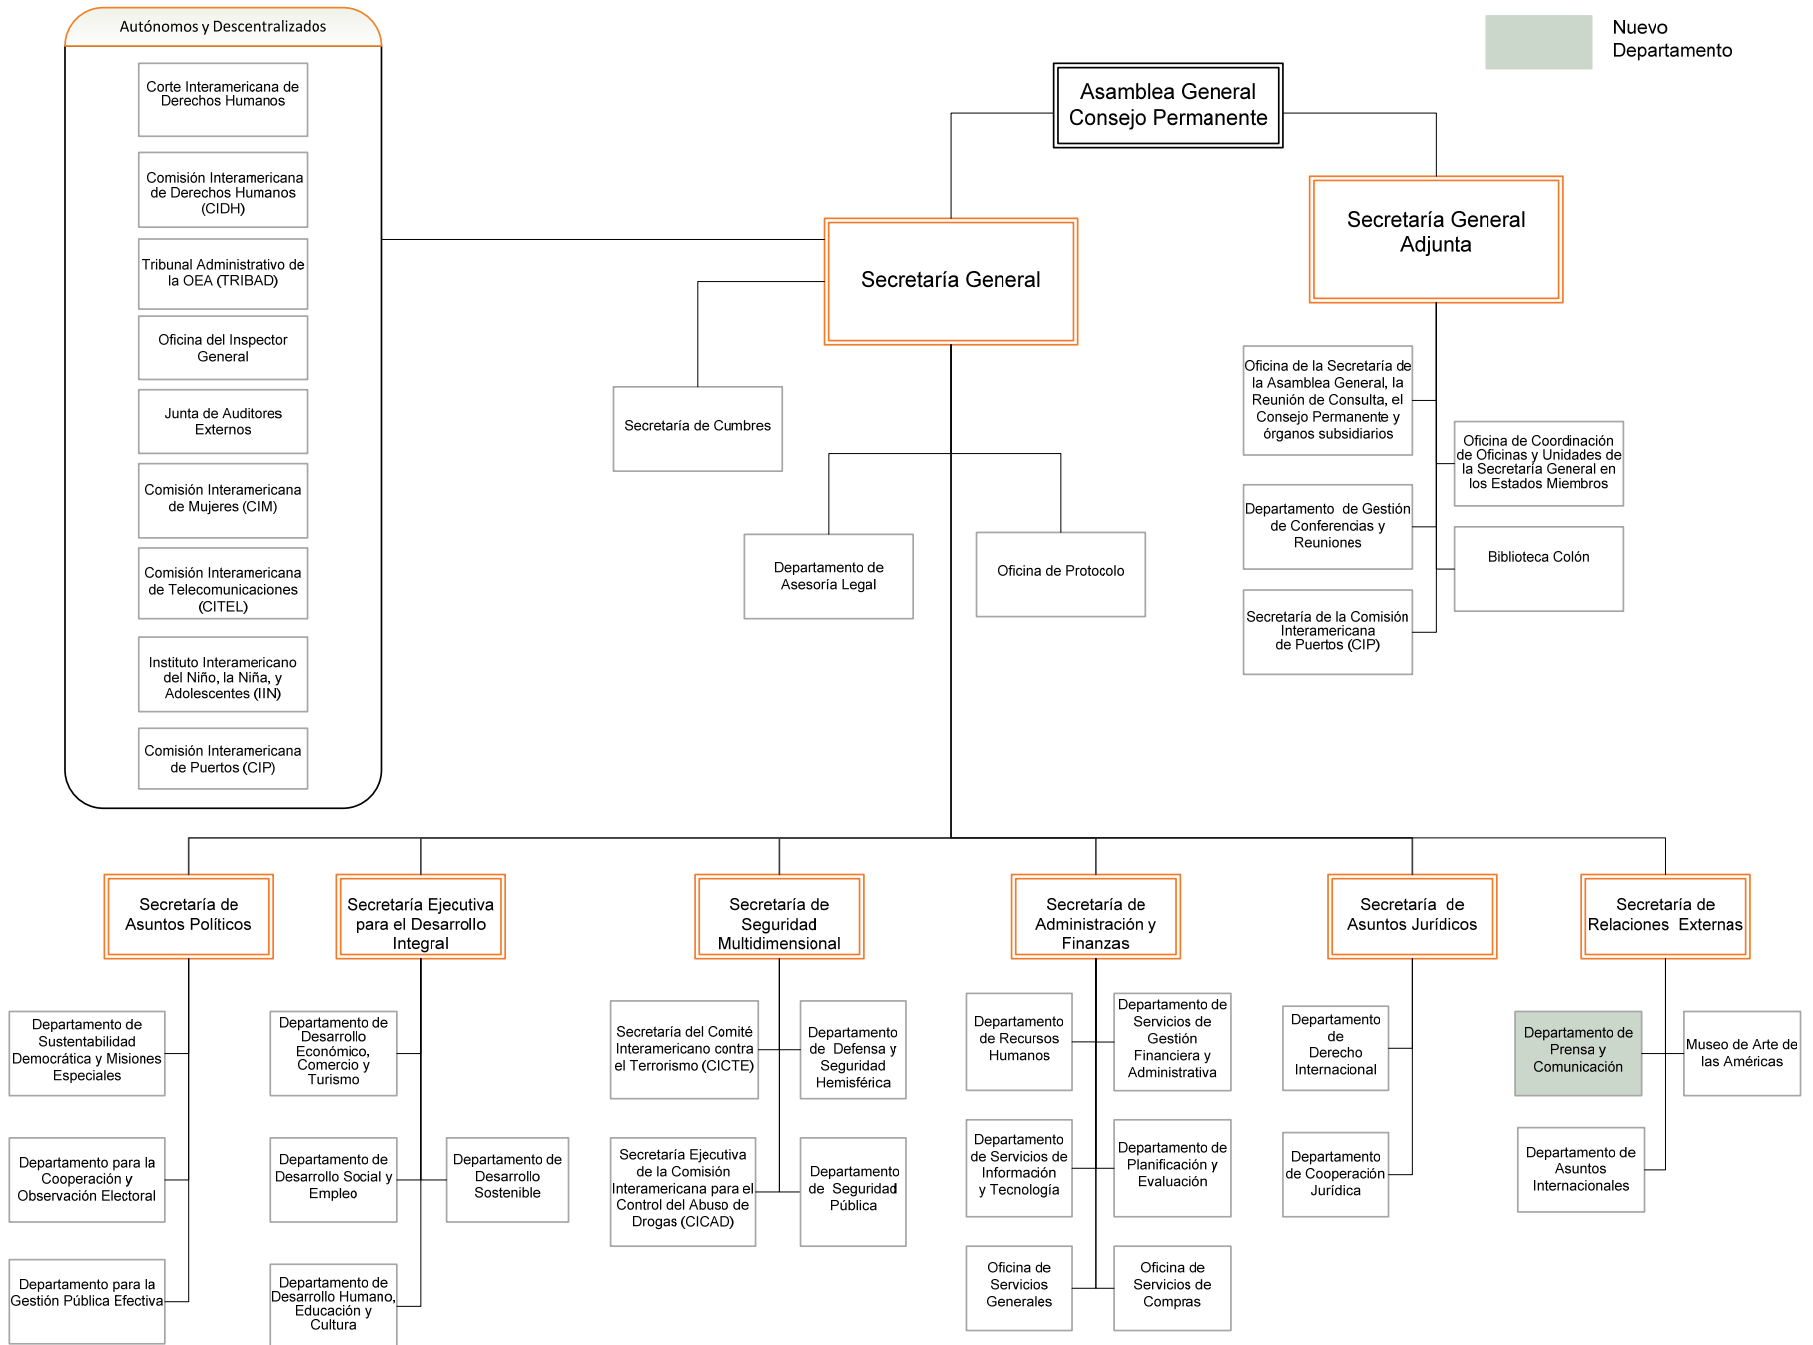 Autónomos y Descentralizados
Corte Interamericana de
Derechos Humanos
Comisión Interamericana
de Derechos Humanos
(CIDH)
Tribunal Administrativo de
la OEA (TRIBAD)
Oficina del Inspector
General
Junta de Auditores
Externos
Comisión Interamericana
de Mujeres (CIM)
Comisión Interamericana
de Telecomunicaciones
(CITEL)
Instituto Interamericano
del Niño, la Niña, y
Adolescentes (IIN)
Comisión Interamericana
de Puertos (CIP)
Nuevo
Departamento
Asamblea General
Consejo Permanente
Secretaría General
Secretaría General
Adjunta
Secretaría de Cumbres
Departamento de
Asesoría Legal
Oficina de Protocolo
Oficina de la Secretaría de
la Asamblea General, la
Reunión de Consulta, el
Consejo Permanente y
órganos subsidiarios
Oficina de Coordinación
de Oficinas y Unidades de
la Secretaría General en
los Estados Miembros
Departamento de Gestión
de Conferencias y
Reuniones
Biblioteca Colón
Secretaría de la Comisión
Interamericana
de Puertos (CIP)
Secretaría de
Asuntos Políticos
Secretaría Ejecutiva
para el Desarrollo
Integral
Secretaría de
Seguridad
Multidimensional
Secretaría de
Administración y
Finanzas
Secretaría de
Asuntos Jurídicos
Secretaría de
Relaciones Externas
Departamento de
Sustentabilidad
Democrática y Misiones
Especiales
Departamento para la
Cooperación y
Observación Electoral
Departamento para la
Gestión Pública Efectiva
Departamento de
Desarrollo
Económico,
Comercio y
Turismo
Departamento de
Desarrollo Social y
Empleo
Departamento de
Desarrollo
Sostenible
Departamento de
Desarrollo Humano,
Educación y
Cultura
Secretaría del Comité
Interamericano contra
el Terrorismo (CICTE)
Departamento
de Defensa y
Seguridad
Hemisférica
Secretaría Ejecutiva
de la Comisión
Interamericana para el
Control del Abuso de
Drogas (CICAD)
Departamento
de Seguridad
Pública
Departamento
de Recursos
Humanos
Departamento de
Servicios de
Gestión
Financiera y
Administrativa
Departamento
de Servicios de
Información
y Tecnología
Departamento de
Planificación y
Evaluación
Oficina de
Servicios
Generales
Oficina de
Servicios de
Compras
Departamento
de
Derecho
Internacional
Departamento
de Cooperación
Jurídica
Departamento de
Prensa y
Comunicación
Museo de Arte de
las Américas
Departamento de
Asuntos
Internacionales